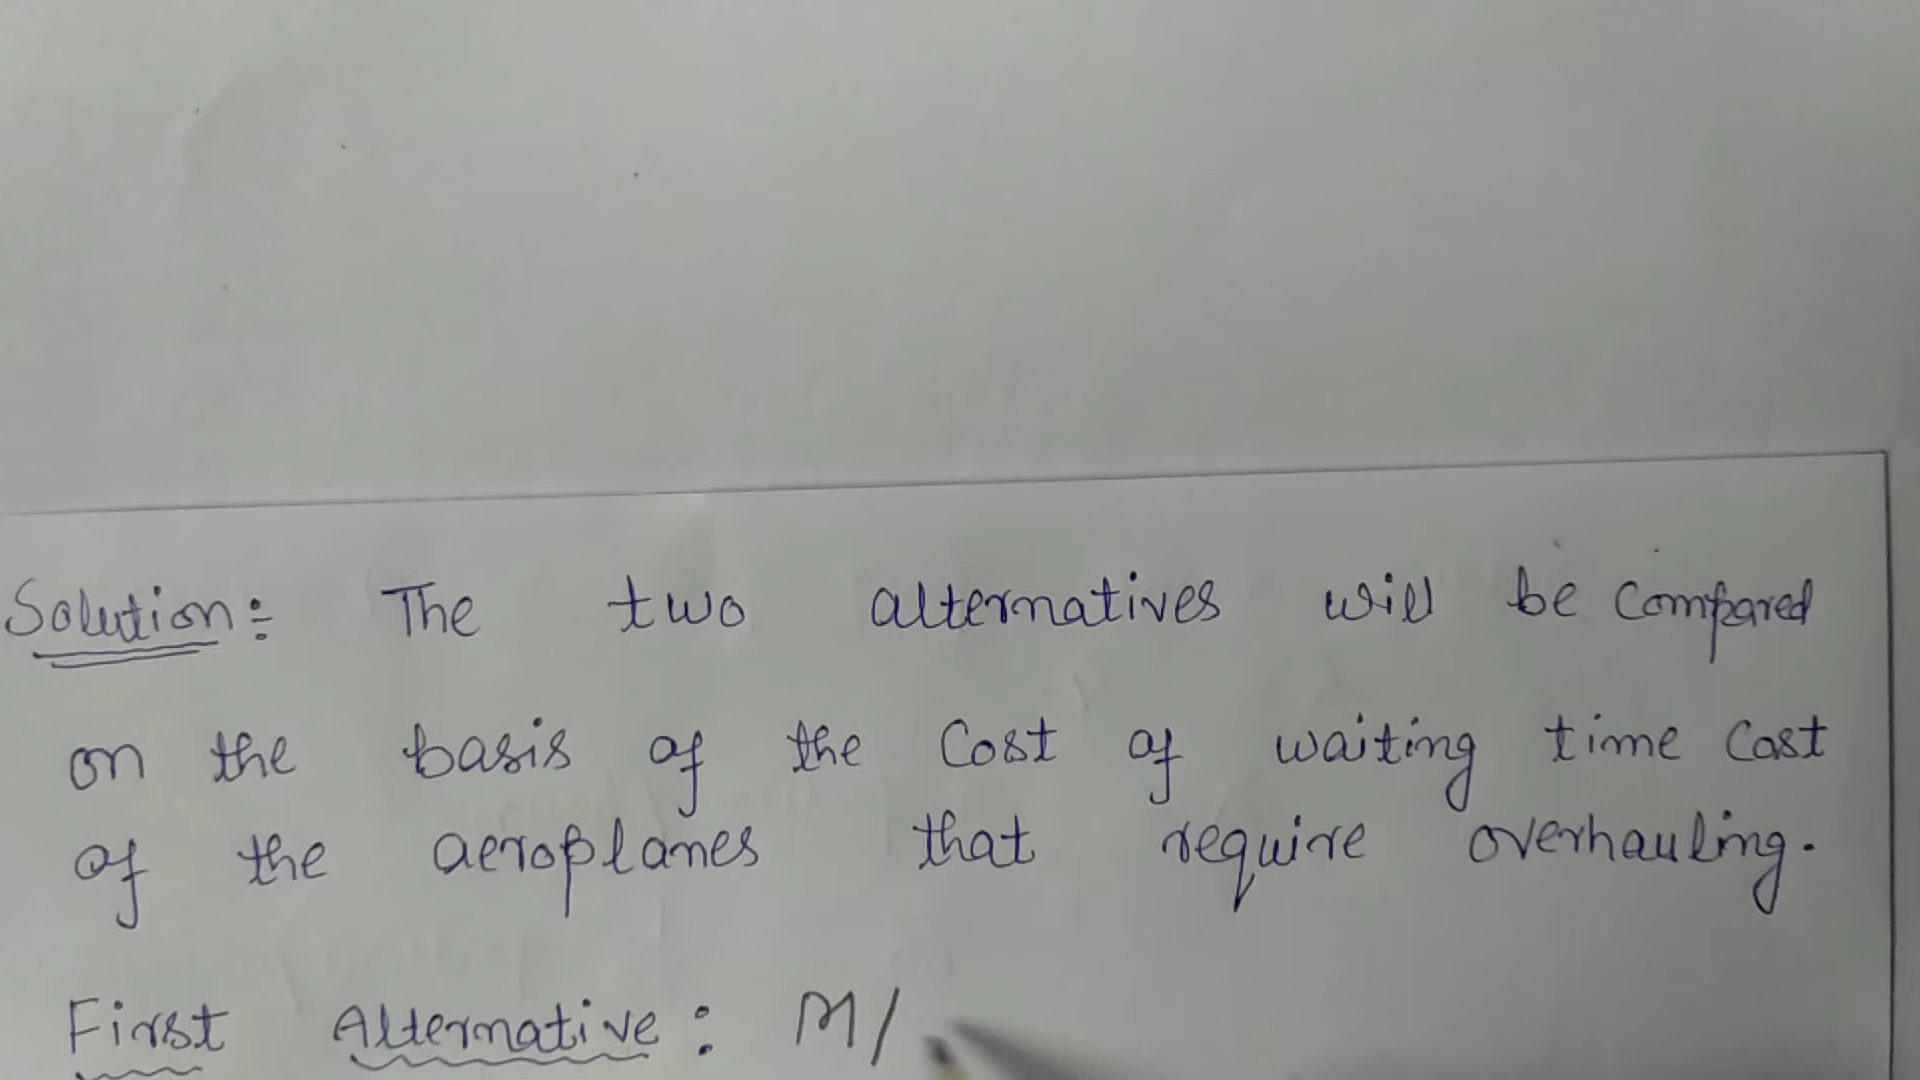 Solution:- The two alternatives will be compared
on the basis of the cost of waiting time cost
of the aeroplanes that require overhauling.
First Alternative : M/